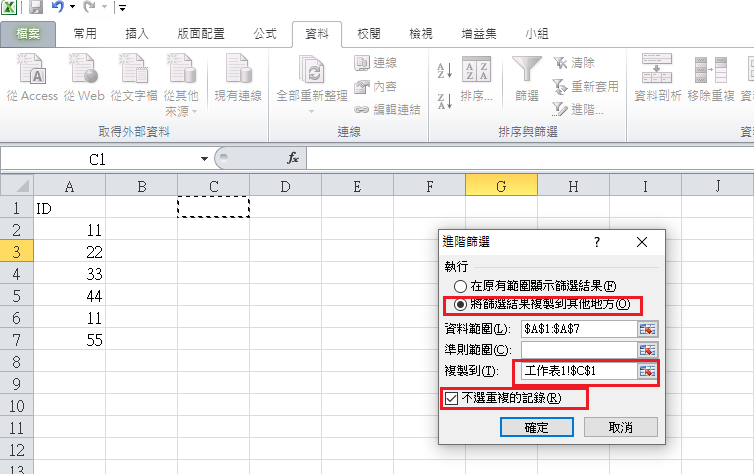 檔案 常用 插入 版面配置 公式 資料 校閱 檢視 增益集 小組
從 Access 從 Web 從文字檔 從其他來源 現有連線 全部重新整理 連線 內容 編輯連結 排序... 篩選 清除 重新套用 進階... 資料剖析 移除重複
取得外部資料 連線 排序與篩選
C1 fx
A B C D E F G H I J
1 ID
2 11
3 22
4 33
5 44
6 11
7 55
8
9
10
11
12
13
進階篩選 ? ×
執行
在原有範圍顯示篩選結果(F)
將篩選結果複製到其他地方(O)
資料範圍(L): $A$1:$A$7
準則範圍(C):
複製到(T): 工作表1!$C$1
不選重複的記錄(R)
確定 取消